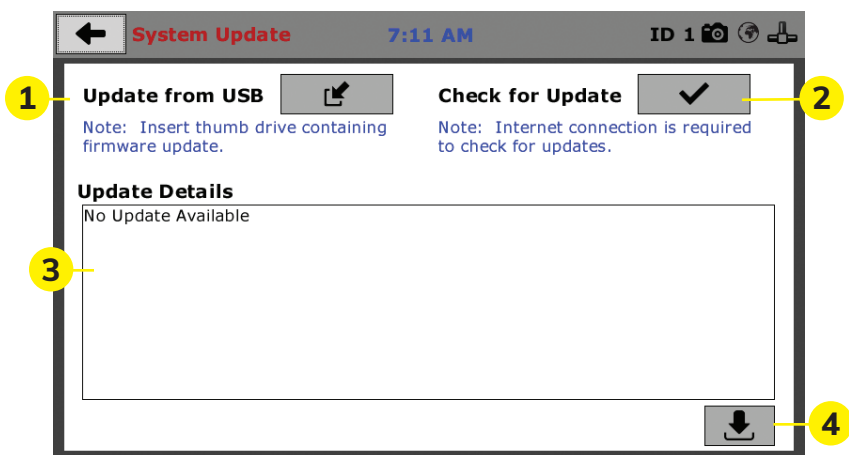 System Update 7:11 AM ID 1
1 Update from USB Check for Update 2
Note: Insert thumb drive containing
firmware update.
Note: Internet connection is required
to check for updates.
Update Details
No Update Available
3
4